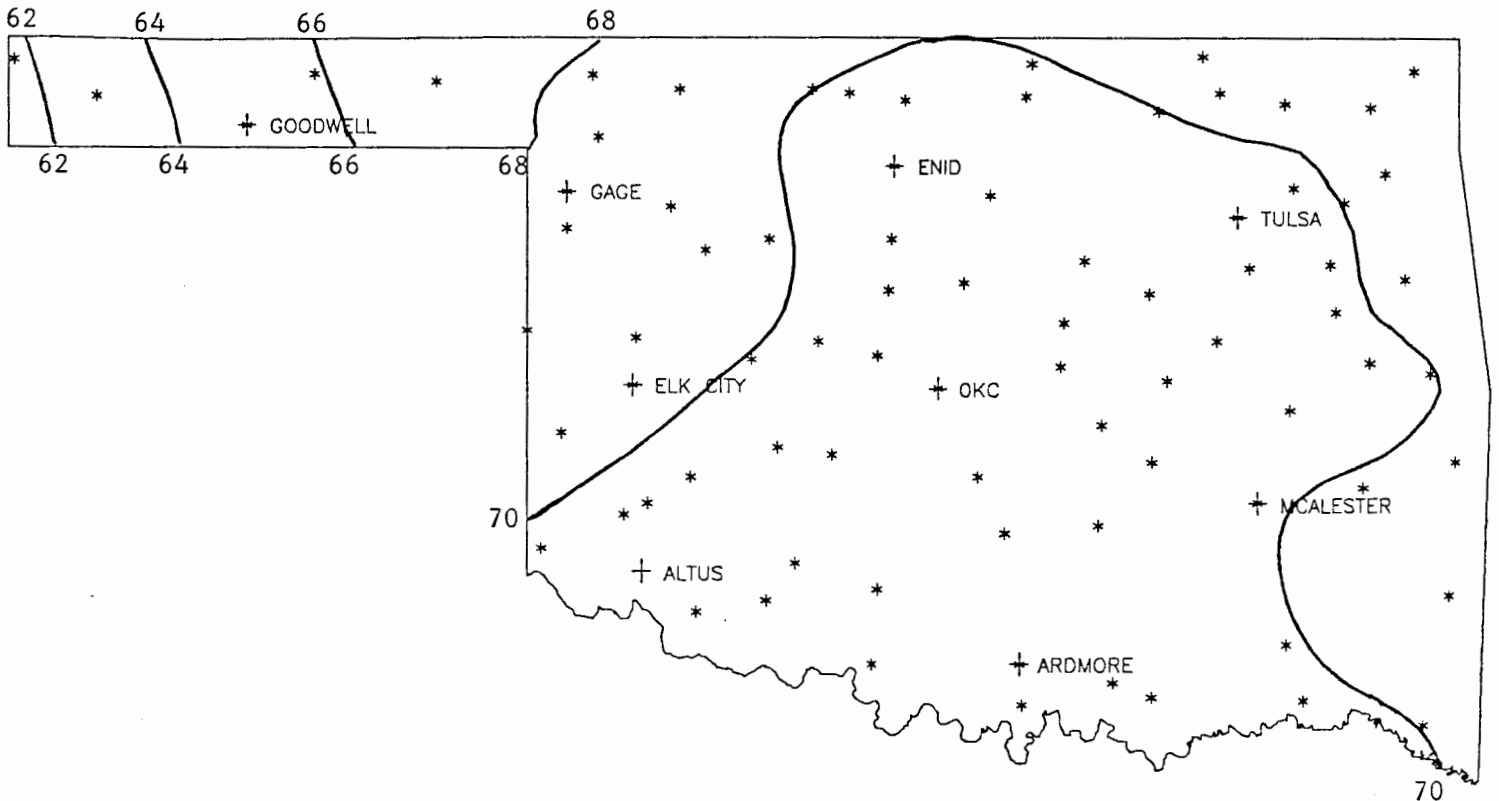 62 64 66 68
GOODWELL
62 64 66 68
ENID
GAGE
TULSA
ELK CITY
OKC
MCALESTER
70
ALTUS
ARDMORE
70